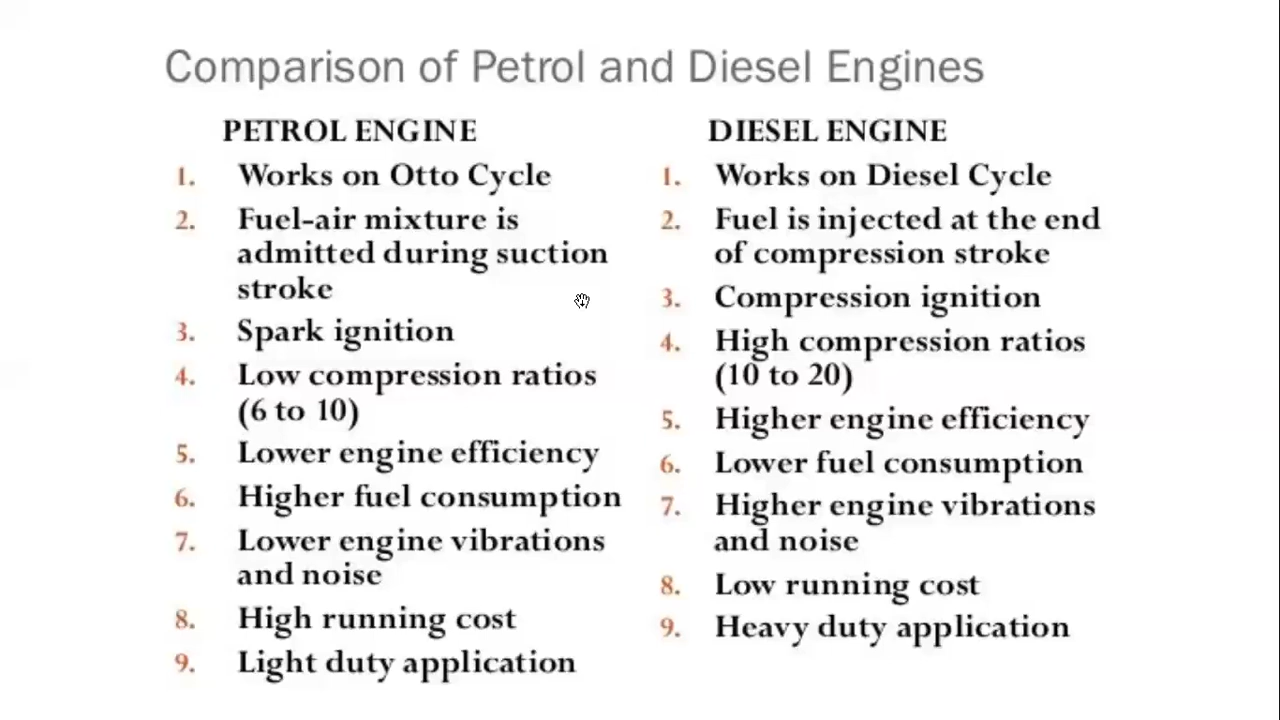 Comparison of Petrol and Diesel Engines
PETROL ENGINE
1. Works on Otto Cycle
2. Fuel-air mixture is
admitted during suction
stroke
3. Spark ignition
4. Low compression ratios
(6 to 10)
5. Lower engine efficiency
6. Higher fuel consumption
7. Lower engine vibrations
and noise
8. High running cost
9. Light duty application
DIESEL ENGINE
1. Works on Diesel Cycle
2. Fuel is injected at the end
of compression stroke
3. Compression ignition
4. High compression ratios
(10 to 20)
5. Higher engine efficiency
6. Lower fuel consumption
7. Higher engine vibrations
and noise
8. Low running cost
9. Heavy duty application